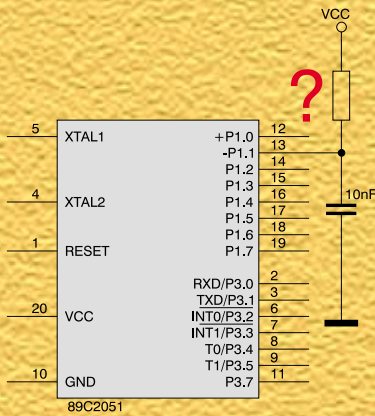 VCC
?
5 XTAL1 +P1.0 12
-P1.1 13
P1.2 14
P1.3 15
4 XTAL2 P1.4 16
P1.5 17
P1.6 18
1 RESET P1.7 19
10nF
RXD/P3.0 2
TXD/P3.1 3
20 VCC INT0/P3.2 6
INT1/P3.3 7
T0/P3.4 8
T1/P3.5 9
10 GND P3.7 11
89C2051